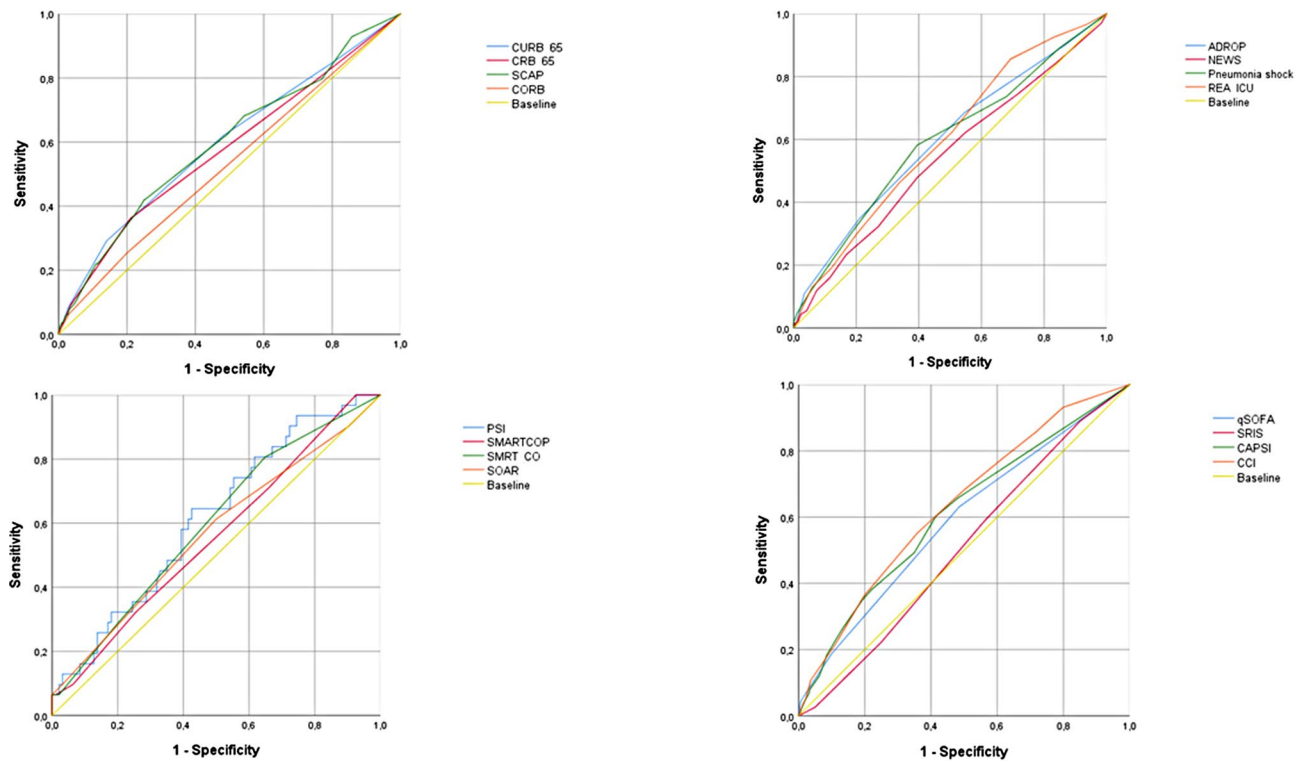 1,0
0,8
0,6
0,4
0,2
0,0
Sensitivity
0,0 0,2 0,4 0,6 0,8 1,0
1 - Specificity
CURB 65
CRB 65
SCAP
CORB
Baseline
1,0
0,8
0,6
0,4
0,2
0,0
Sensitivity
0,0 0,2 0,4 0,6 0,8 1,0
1 - Specificity
ADROP
NEWS
Pneumonia shock
REA ICU
Baseline
1,0
0,8
0,6
0,4
0,2
0,0
Sensitivity
0,0 0,2 0,4 0,6 0,8 1,0
1 - Specificity
PSI
SMARTCOP
SMRT CO
SOAR
Baseline
1,0
0,8
0,6
0,4
0,2
0,0
Sensitivity
0,0 0,2 0,4 0,6 0,8 1,0
1 - Specificity
qSOFA
SRIS
CAPSI
CCI
Baseline